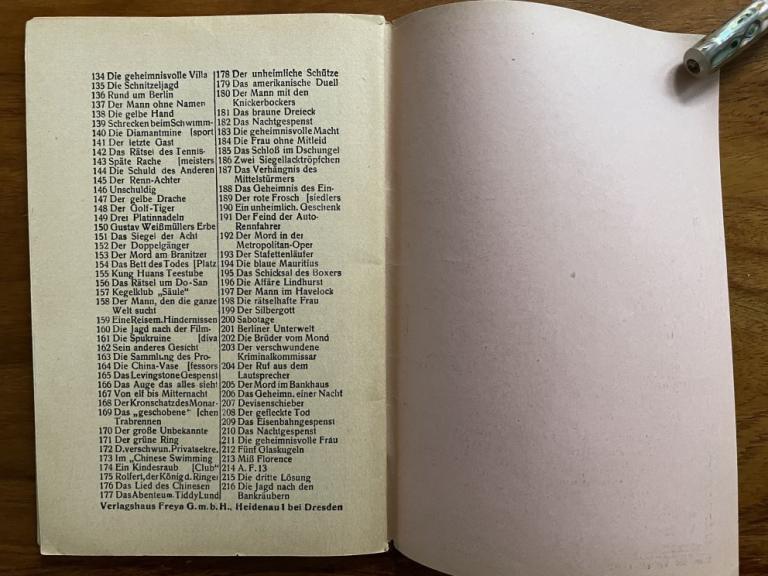 134 Die geheimnisvolle Villa
135 Die Schnitzeljagd
136 Rund um Berlin
137 Der Mann ohne Namen
138 Die gelbe Hand
139 Schrecken beim Schwimm-
140 Die Diamantmine [sport
141 Der letzte Gast
142 Das Rätsel des Tennis-
143 Späte Rache [meisters
144 Die Schuld des Anderen
145 Der Renn-Achter
146 Unschuldig
147 Der gelbe Drache
148 Der Golf-Tiger
149 Drei Platinnadeln
150 Gustav Weißmüllers Erbe
151 Das Siegel der Acht
152 Der Doppelgänger
153 Der Mord am Branitzer
154 Das Bett des Todes [Platz
155 Kung Huans Teestube
156 Das Rätsel um Do-San
157 Kegelklub „Säule"
158 Der Mann, den die ganze
Welt sucht
159 Eine Reise m. Hindernissen
160 Die Jagd nach der Film-
161 Die Spukruine [diva
162 Sein anderes Gesicht
163 Die Sammlung des Pro-
164 Die China-Vase [fessors
165 Das Levingstone Gespenst
166 Das Auge das alles sieht
167 Von elf bis Mitternacht
168 Der Kronschatz des Monar-
169 Das „geschobene" [chen
Trabrennen
170 Der große Unbekannte
171 Der grüne Ring
172 D. verschwun. Privatsekre.
173 Im „Chinese Swimming
174 Ein Kindesraub [Club"
175 Rolfert, der König d. Ringer
176 Das Lied des Chinesen
177 Das Abenteu. m. Tiddy Lund
178 Der unheimliche Schütze
179 Das amerikanische Duell
180 Der Mann mit den
Knickerbockers
181 Das braune Dreieck
182 Das Nachtgespenst
183 Die geheimnisvolle Macht
184 Die Frau ohne Mitleid
185 Das Schloß im Dschungel
186 Zwei Siegellacktröpfchen
187 Das Verhängnis des
Mittelstürmers
188 Das Geheimnis des Ein-
189 Der rote Frosch [siedlers
190 Ein unheimlich. Geschenk
191 Der Feind der Auto-
Rennfahrer
192 Der Mord in der
Metropolitan-Oper
193 Der Stafettenläufer
194 Die blaue Mauritius
195 Das Schicksal des Boxers
196 Die Affäre Lindhurst
197 Der Mann im Havelock
198 Die rätselhafte Frau
199 Der Silbergott
200 Sabotage
201 Berliner Unterwelt
202 Die Brüder vom Mond
203 Der verschwundene
Kriminalkommissar
204 Der Ruf aus dem
Lautsprecher
205 Der Mord im Bankhaus
206 Das Geheimn. einer Nacht
207 Devisenschieber
208 Der gefleckte Tod
209 Das Eisenbahngespenst
210 Das Nachtgespenst
211 Die geheimnisvolle Frau
212 Fünf Glaskugeln
213 Miß Florence
214 A. F. 13
215 Die dritte Lösung
216 Die Jagd nach den
Bankräubern
Verlagshaus Freya G. m. b. H., Heidenau 1 bei Dresden